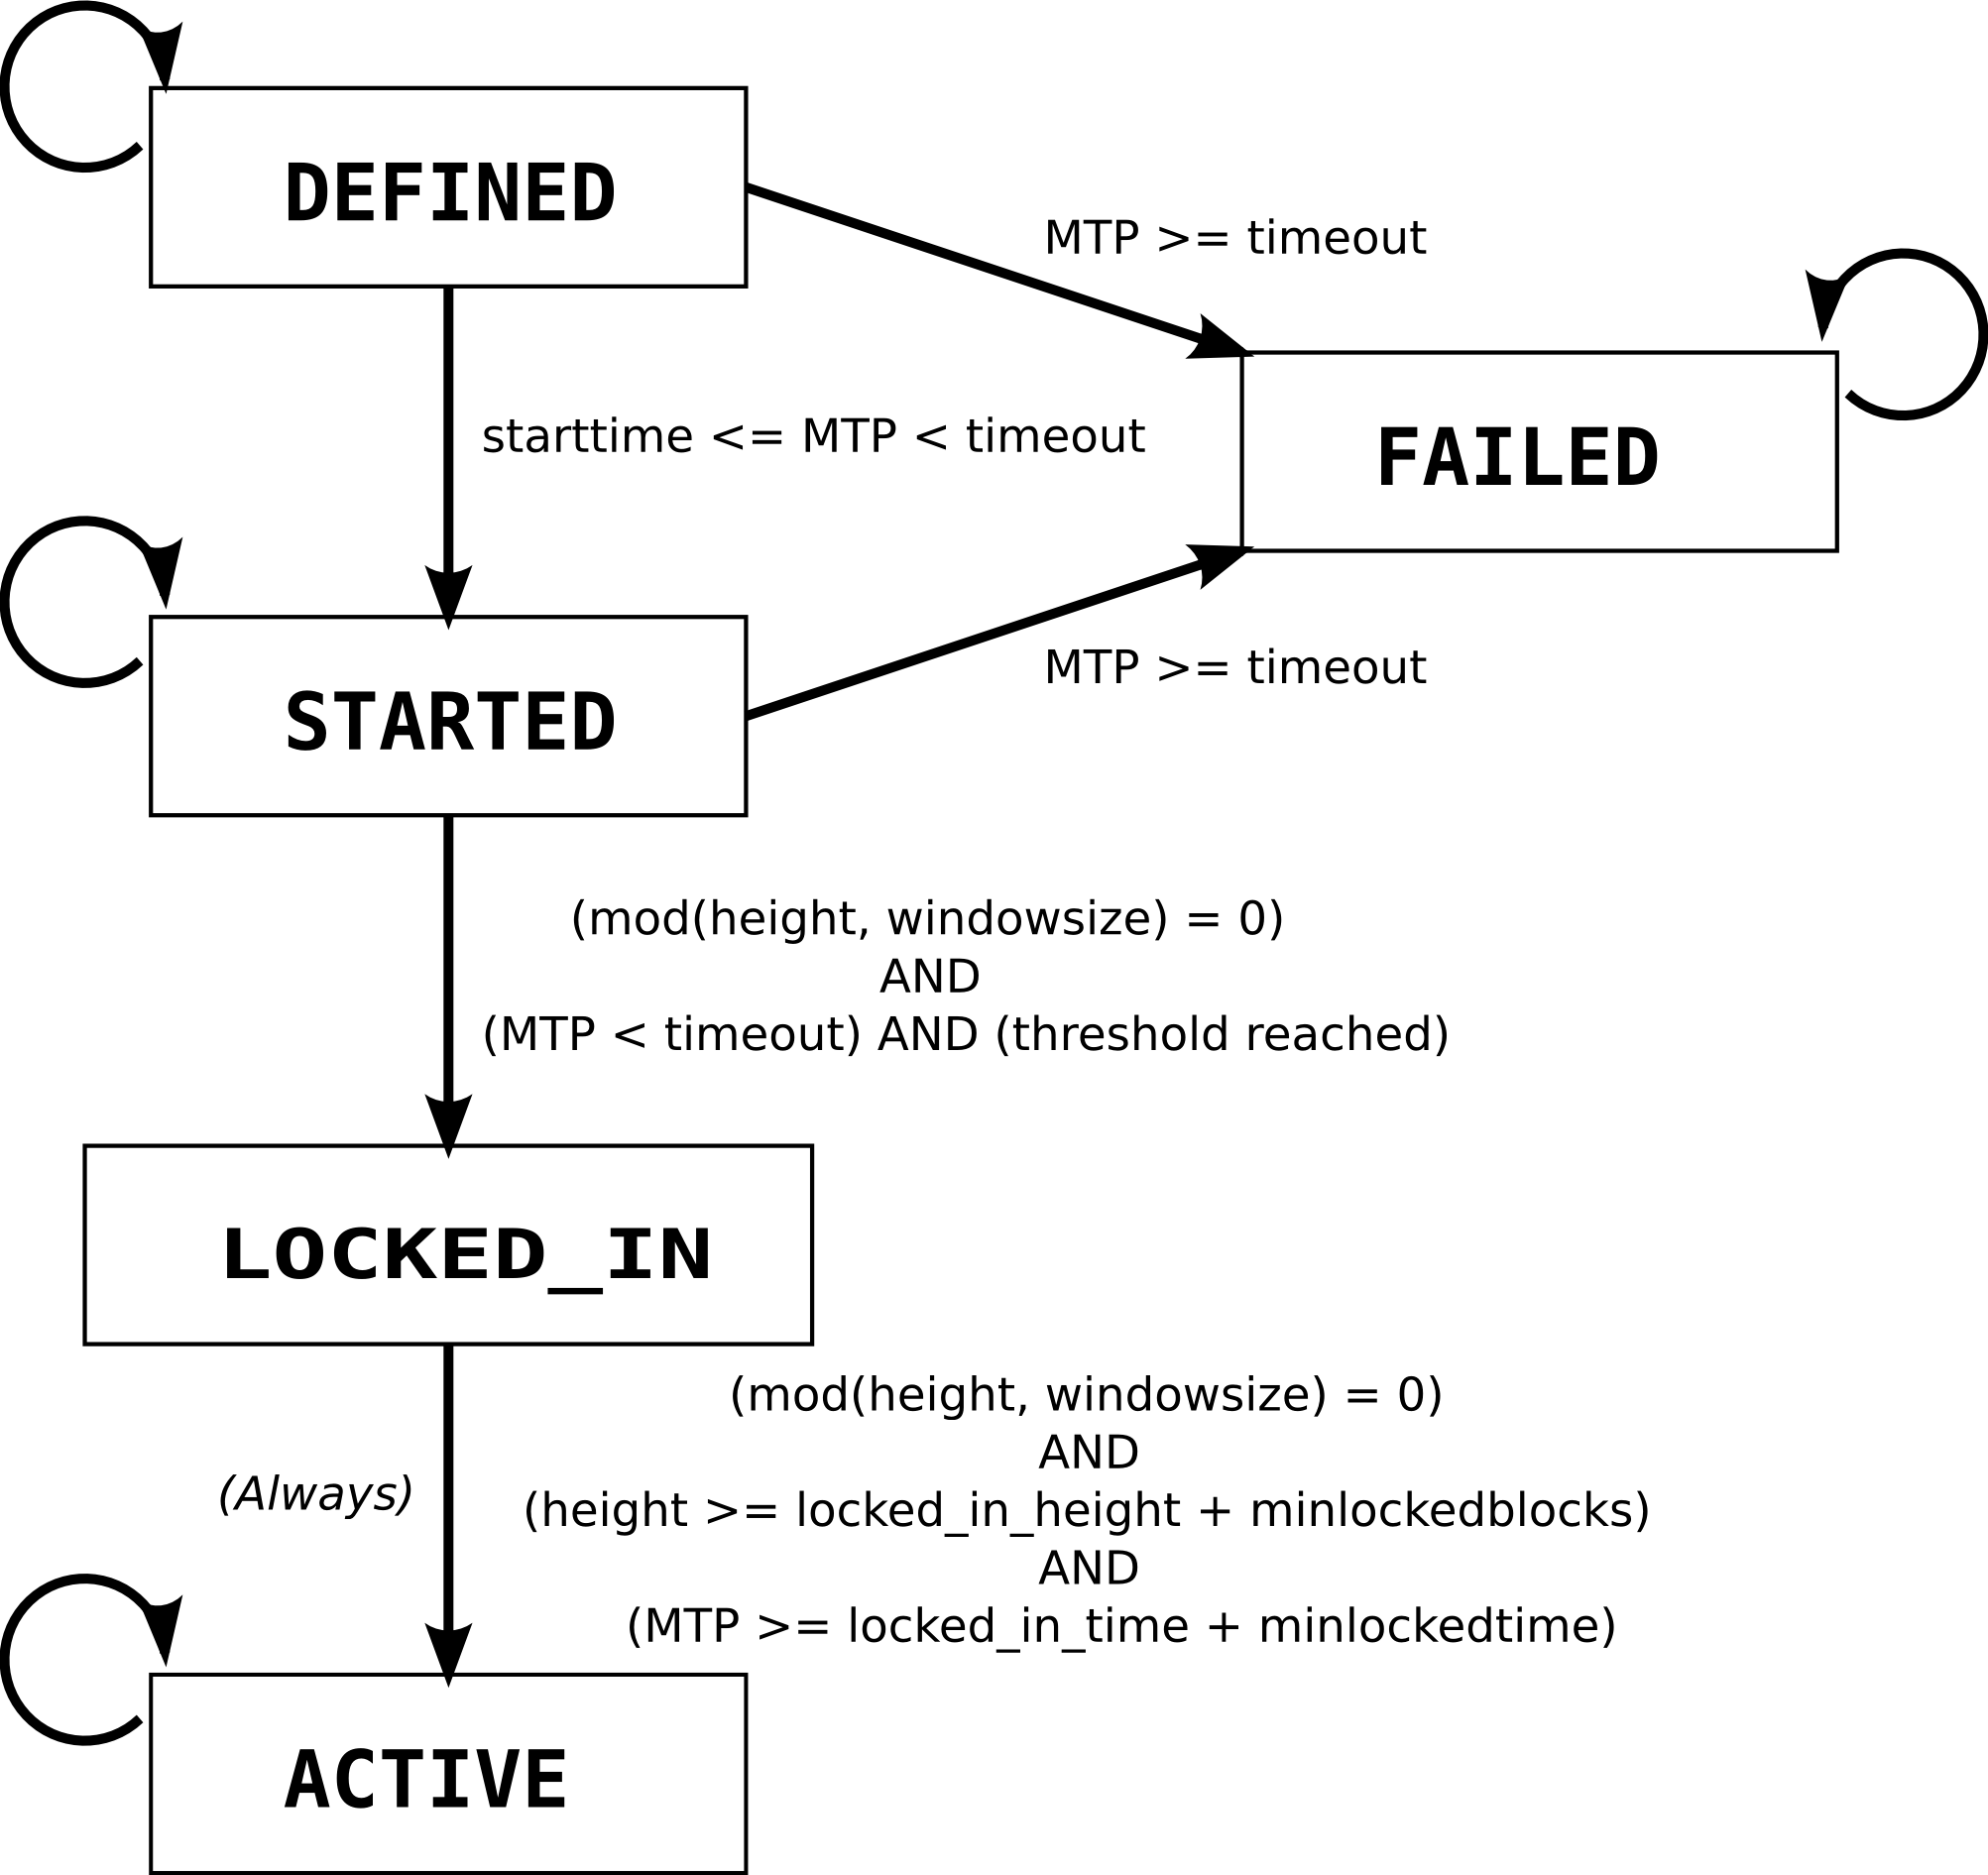 DEFINED
MTP >= timeout
starttime <= MTP < timeout
FAILED
MTP >= timeout
STARTED
(mod(height, windowsize) = 0)
AND
(MTP < timeout) AND (threshold reached)
LOCKED_IN
(mod(height, windowsize) = 0)
AND
(Always)
(height >= locked_in_height + minlockedblocks)
AND
(MTP >= locked_in_time + minlockedtime)
ACTIVE